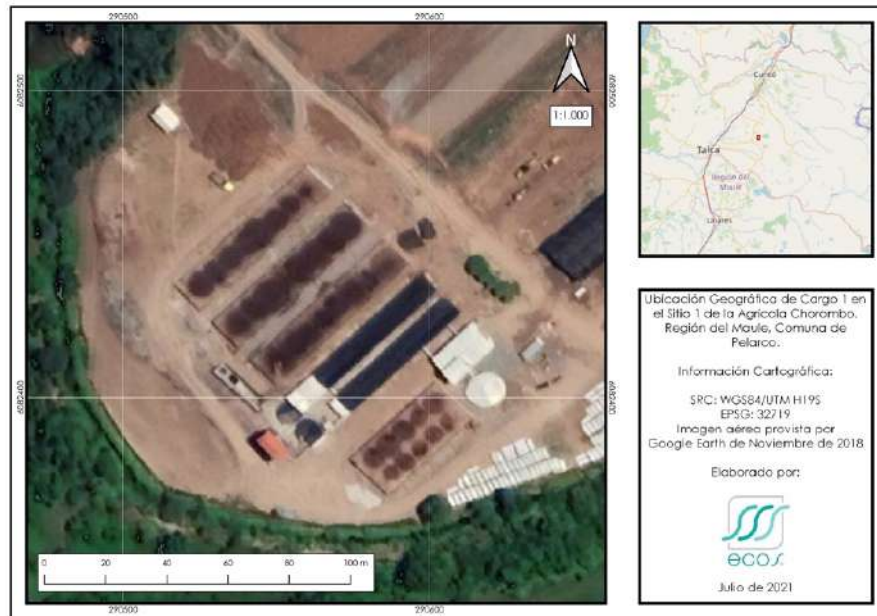 290500
290600
6082500
6082500
N
1:1.000
Curicó
Talca
Región del
Maule
Linares
6082400
6082400
Ubicación Geográfica de Cargo 1 en
el Sitio 1 de la Agrícola Chorombo.
Región del Maule, Comuna de
Pelarco.
Información Cartográfica:
SRC: WGS84/UTM H19S
EPSG: 32719
Imagen aérea provista por
Google Earth de Noviembre de 2018
Elaborado por:
ecos
Julio de 2021
0 20 40 60 80 100 m
290500
290600